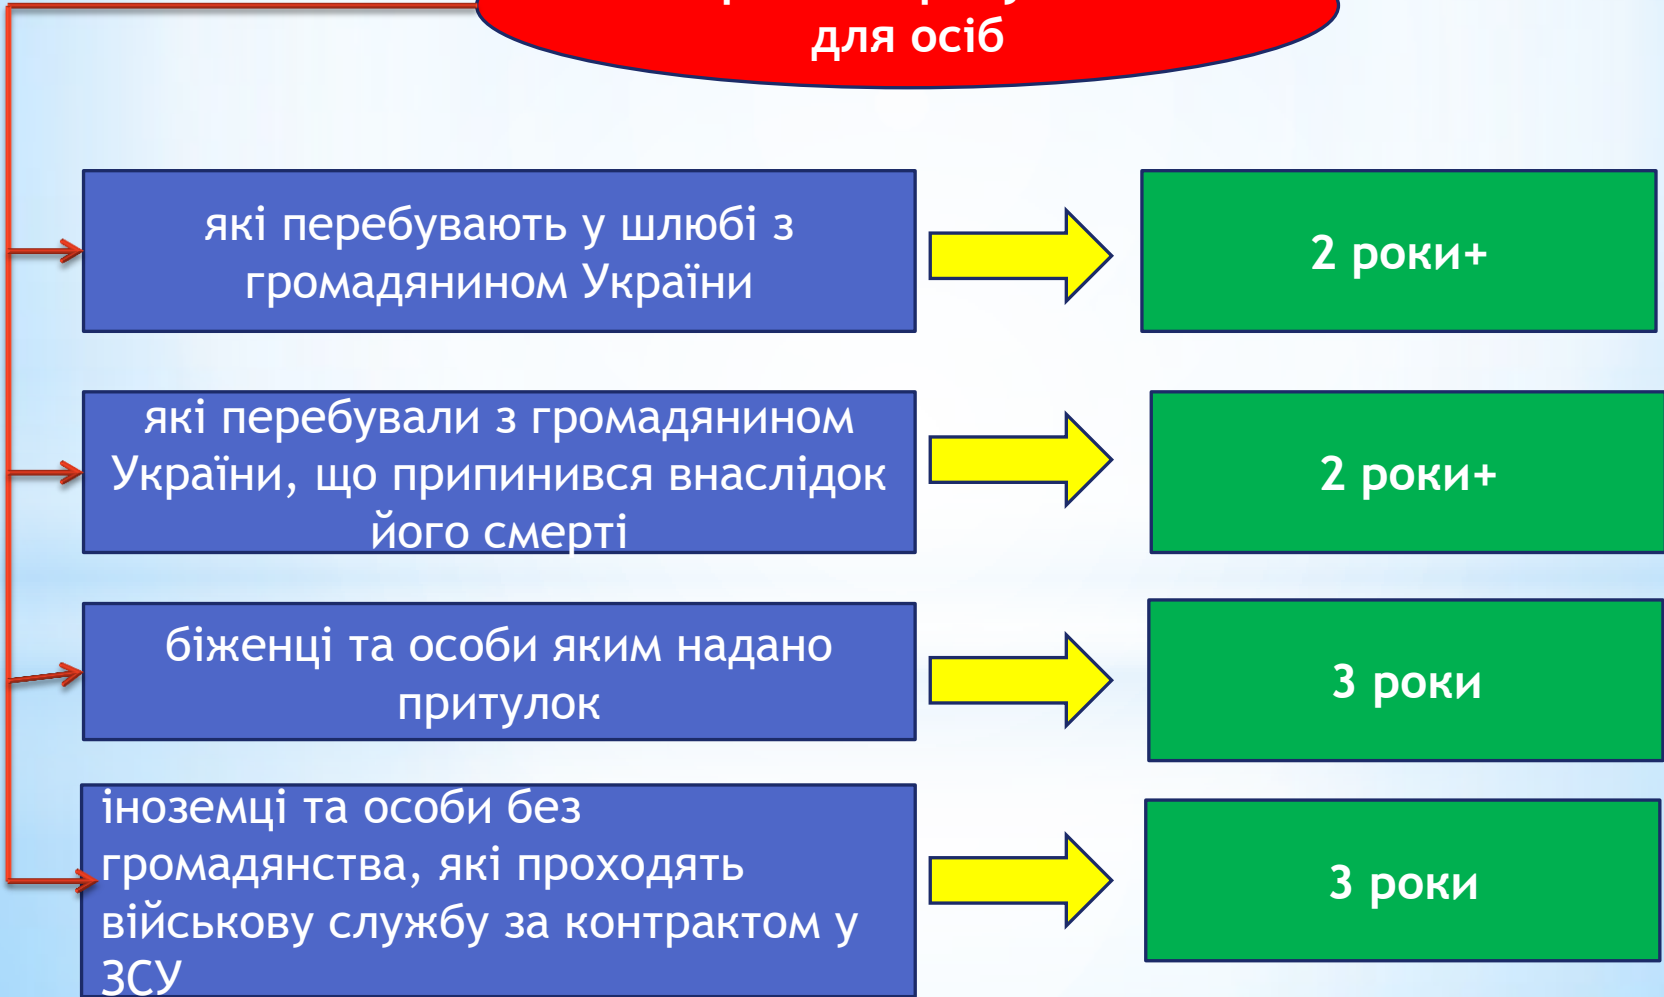 для осіб
які перебувають у шлюбі з
громадянином України
2 роки+
які перебували з громадянином
України, що припинився внаслідок
його смерті
2 роки+
біженці та особи яким надано
притулок
3 роки
іноземці та особи без
громадянства, які проходять
військову службу за контрактом у
ЗСУ
3 роки